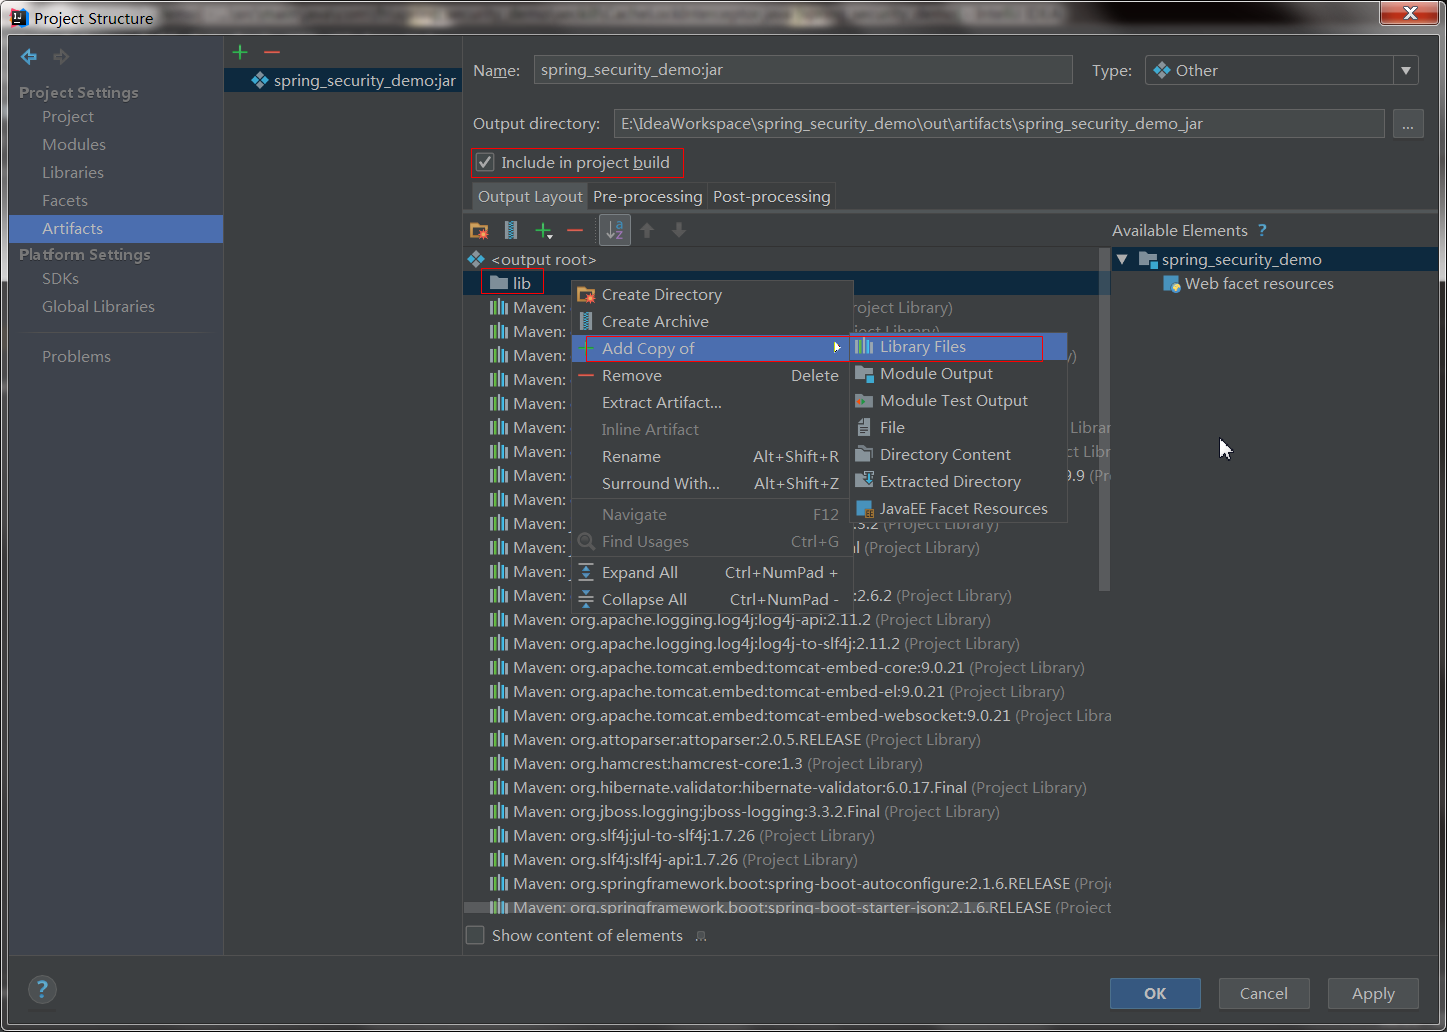 Project Structure
Project Settings
Project
Modules
Libraries
Facets
Artifacts
Platform Settings
SDKs
Global Libraries
Problems
spring_security_demo:jar
Name: spring_security_demo:jar Type: Other
Output directory: E:\IdeaWorkspace\spring_security_demo\out\artifacts\spring_security_demo_jar ...
Include in project build
Output Layout Pre-processing Post-processing
Available Elements ?
<output root>
lib
spring_security_demo
Web facet resources
Create Directory
Create Archive
Add Copy of
Remove Delete
Extract Artifact...
Inline Artifact
Rename Alt+Shift+R
Surround With... Alt+Shift+Z
Navigate F12
Find Usages Ctrl+G
Expand All Ctrl+NumPad +
Collapse All Ctrl+NumPad -
Library Files
Module Output
Module Test Output
File
Directory Content
Extracted Directory
JavaEE Facet Resources
Maven: roject Library)
Maven: ject Library)
Maven: /)
Maven:
Maven:
Maven: Librar
Maven: ct Libr
Maven: 9.9 (Pr
Maven:
Maven: .3.2 (Project Library)
Maven: l (Project Library)
Maven:
Maven: :2.6.2 (Project Library)
Maven: org.apache.logging.log4j:log4j-api:2.11.2 (Project Library)
Maven: org.apache.logging.log4j:log4j-to-slf4j:2.11.2 (Project Library)
Maven: org.apache.tomcat.embed:tomcat-embed-core:9.0.21 (Project Library)
Maven: org.apache.tomcat.embed:tomcat-embed-el:9.0.21 (Project Library)
Maven: org.apache.tomcat.embed:tomcat-embed-websocket:9.0.21 (Project Libra
Maven: org.attoparser:attoparser:2.0.5.RELEASE (Project Library)
Maven: org.hamcrest:hamcrest-core:1.3 (Project Library)
Maven: org.hibernate.validator:hibernate-validator:6.0.17.Final (Project Library)
Maven: org.jboss.logging:jboss-logging:3.3.2.Final (Project Library)
Maven: org.slf4j:jul-to-slf4j:1.7.26 (Project Library)
Maven: org.slf4j:slf4j-api:1.7.26 (Project Library)
Maven: org.springframework.boot:spring-boot-autoconfigure:2.1.6.RELEASE (Proj
Maven: org.springframework.boot:spring-boot-starter-json:2.1.6.RELEASE (Project
Show content of elements
?
OK Cancel Apply